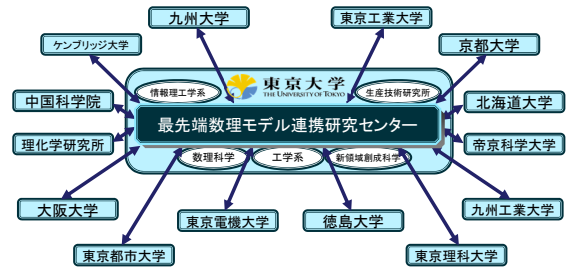 九州大学
東京工業大学
ケンブリッジ大学
京都大学
情報理工学系
東京大学
THE UNIVERSITY OF TOKYO
生産技術研究所
中国科学院
北海道大学
最先端数理モデル連携研究センター
理化学研究所
帝京科学大学
数理科学
工学系
新領域創成科学
大阪大学
東京電機大学
徳島大学
九州工業大学
東京都市大学
東京理科大学